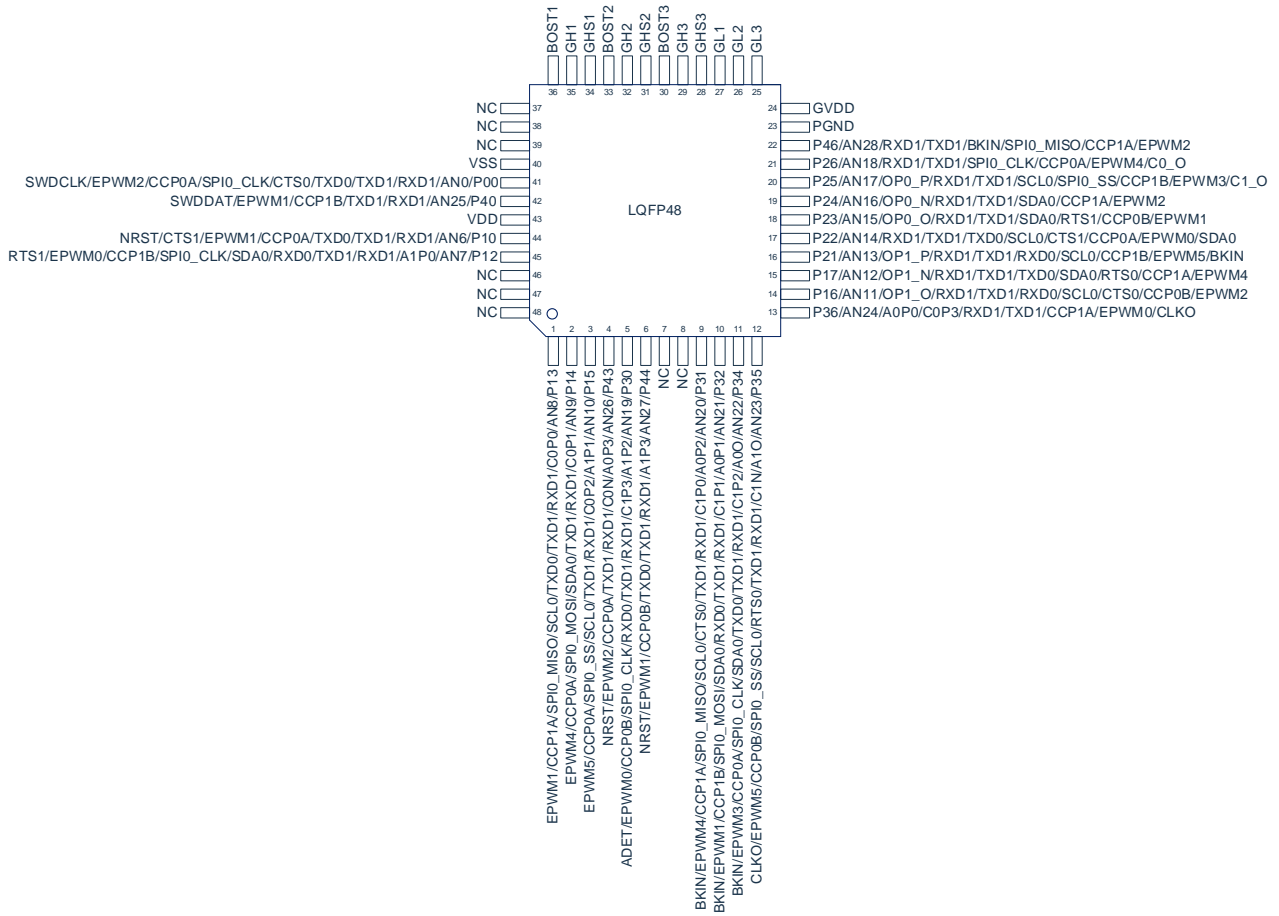 BOST1
GH1
GHS1
BOST2
GH2
GHS2
BOST3
GH3
GHS3
GL1
GL2
GL3
36
35
34
33
32
31
30
29
28
27
26
25
NC 37
NC 38
NC 39
VSS 40
SWDCLK/EPWM2/CCP0A/SPI0_CLK/CTS0/TXD0/TXD1/RXD1/AN0/P00 41
SWDDAT/EPWM1/CCP1B/TXD1/RXD1/AN25/P40 42
VDD 43
NRST/CTS1/EPWM1/CCP0A/TXD0/TXD1/RXD1/AN6/P10 44
RTS1/EPWM0/CCP1B/SPI0_CLK/SDA0/RXD0/TXD1/RXD1/A1P0/AN7/P12 45
NC 46
NC 47
NC 48
LQFP48
24 GVDD
23 PGND
22 P46/AN28/RXD1/TXD1/BKIN/SPI0_MISO/CCP1A/EPWM2
21 P26/AN18/RXD1/TXD1/SPI0_CLK/CCP0A/EPWM4/C0_O
20 P25/AN17/OP0_P/RXD1/TXD1/SCL0/SPI0_SS/CCP1B/EPWM3/C1_O
19 P24/AN16/OP0_N/RXD1/TXD1/SDA0/CCP1A/EPWM2
18 P23/AN15/OP0_O/RXD1/TXD1/SDA0/RTS1/CCP0B/EPWM1
17 P22/AN14/RXD1/TXD1/TXD0/SCL0/CTS1/CCP0A/EPWM0/SDA0
16 P21/AN13/OP1_P/TXD1/RXD0/SCL0/CCP1B/EPWM5/BKIN
15 P17/AN12/OP1_N/RXD1/TXD1/TXD0/SDA0/RTS0/CCP1A/EPWM4
14 P16/AN11/OP1_O/RXD1/TXD1/RXD0/SCL0/CTS0/CCP0B/EPWM2
13 P36/AN24/A0P0/C0P3/RXD1/TXD1/CCP1A/EPWM0/CLKO
1
2
3
4
5
6
7
8
9
10
11
12
EPWM1/CCP1A/SPI0_MISO/SCL0/TXD0/TXD1/RXD1/C0P0/AN8/P13
EPWM4/CCP0A/SPI0_MOSI/SDA0/TXD1/RXD1/C0P1/AN9/P14
EPWM5/CCP0A/SPI0_SS/SCL0/TXD1/RXD1/C0P2/A1P1/AN10/P15
NRST/EPWM2/CCP0A/TXD1/RXD1/C0N/A0P3/AN26/P43
ADET/EPWM0/CCP0B/SPI0_CLK/RXD0/TXD1/RXD1/C1P3/A1P2/AN19/P30
NRST/EPWM1/CCP0B/TXD0/TXD1/RXD1/A1P3/AN27/P44
NC
NC
BKIN/EPWM4/CCP1A/SPI0_MISO/SCL0/CTS0/TXD1/RXD1/C1P0/A0P2/AN20/P31
BKIN/EPWM1/CCP1B/SPI0_MOSI/SDA0/RXD0/TXD1/RXD1/C1P1/A0P1/AN21/P32
BKIN/EPWM3/CCP0A/SPI0_CLK/SDA0/TXD0/TXD1/RXD1/C1P2/A0O/AN22/P34
CLKO/EPWM5/CCP0B/SPI0_SS/SCL0/RTS0/TXD1/RXD1/C1N/A1O/AN23/P35